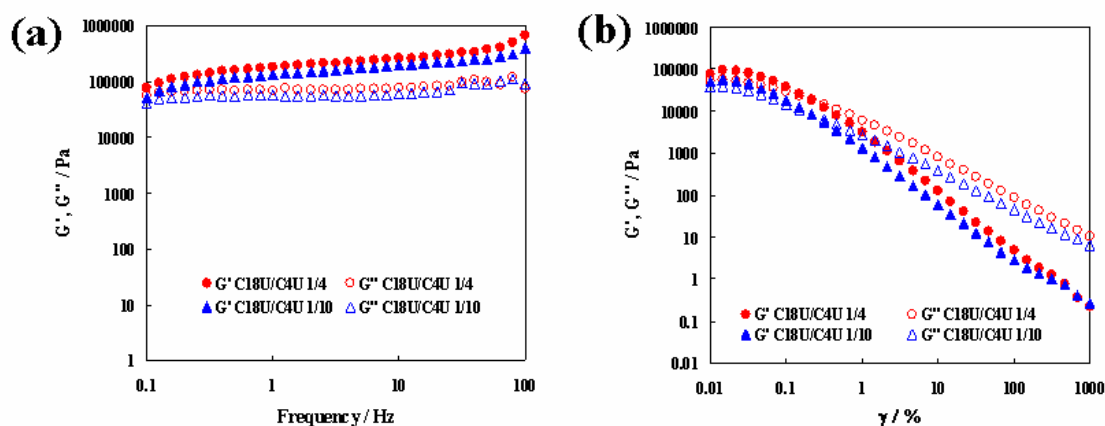 (a)
G', G'' / Pa
1000000
100000
10000
1000
100
10
1
0.1
1
10
100
Frequency / Hz
G' C18U/C4U 1/4
G'' C18U/C4U 1/4
G' C18U/C4U 1/10
G'' C18U/C4U 1/10
(b)
G', G'' / Pa
1000000
100000
10000
1000
100
10
1
0.1
0.01
0.01
0.1
1
10
100
1000
γ / %
G' C18U/C4U 1/4
G'' C18U/C4U 1/4
G' C18U/C4U 1/10
G'' C18U/C4U 1/10